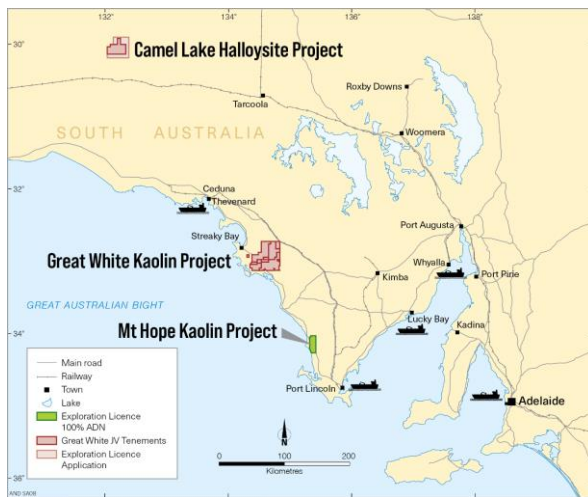 132°
134°
136°
138°
30°
Camel Lake Halloysite Project
Roxby Downs
Tarcoola
Woomera
SOUTH AUSTRALIA
32°
Ceduna
Thevenard
Streaky Bay
Port Augusta
Great White Kaolin Project
Whyalla
Kimba
Port Pirie
GREAT AUSTRALIAN BIGHT
Lucky Bay
Kadina
34°
Mt Hope Kaolin Project
Main road
Railway
Town
Lake
Exploration Licence
100% ADN
Great White JV Tenements
Exploration Licence
Application
Port Lincoln
Adelaide
N
0 100 200
Kilometres
36°
AND SA08